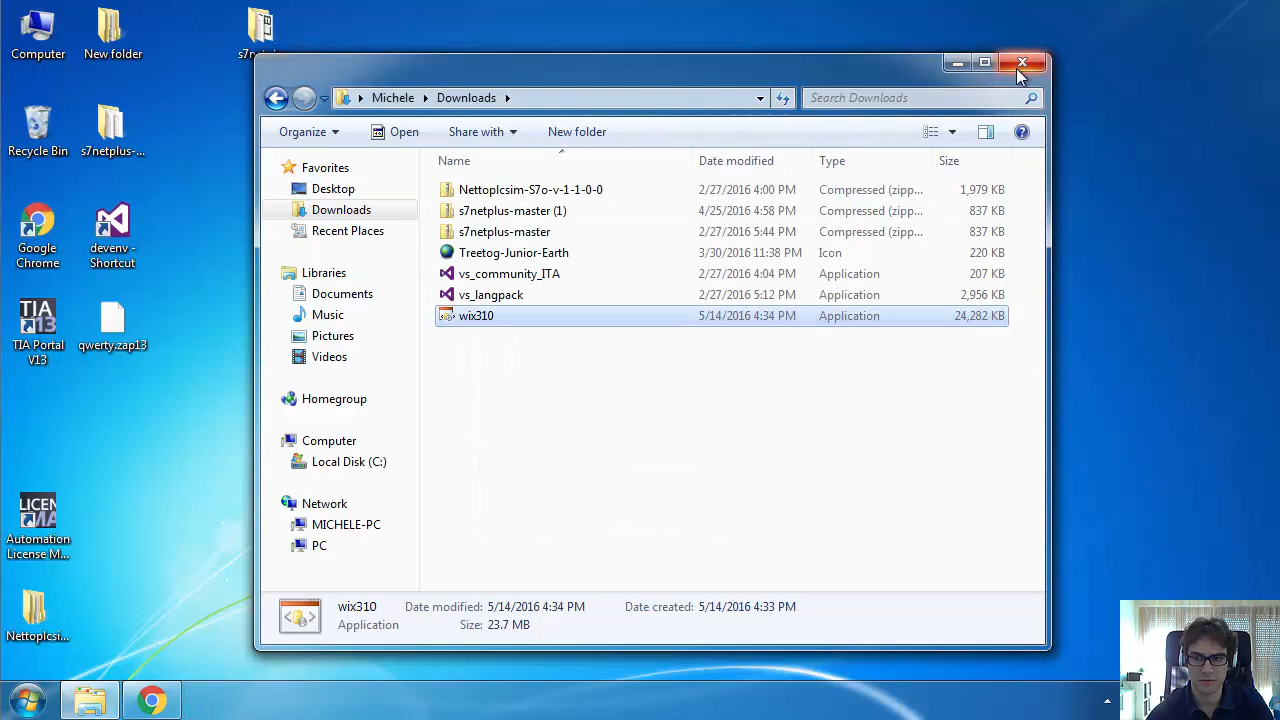 Computer
New folder
s7net
Recycle Bin
s7netplus-...
Google
Chrome
devenv -
Shortcut
TIA
13
TIA Portal
V13
qwerty.zap13
LICEN
MA
Automation
License M...
Nettoplcsi...
Michele
Downloads
Search Downloads
Organize
Open
Share with
New folder
Favorites
Desktop
Downloads
Recent Places
Libraries
Documents
Music
Pictures
Videos
Homegroup
Computer
Local Disk (C:)
Network
MICHELE-PC
PC
Name Date modified Type Size
Nettoplcsim-S7o-v-1-1-0-0 2/27/2016 4:00 PM Compressed (zipp... 1,979 KB
s7netplus-master (1) 4/25/2016 4:58 PM Compressed (zipp... 837 KB
s7netplus-master 2/27/2016 5:44 PM Compressed (zipp... 837 KB
Treetog-Junior-Earth 3/30/2016 11:38 PM Icon 220 KB
vs_community_ITA 2/27/2016 4:04 PM Application 207 KB
vs_langpack 2/27/2016 5:12 PM Application 2,956 KB
wix310 5/14/2016 4:34 PM Application 24,282 KB
wix310 Date modified: 5/14/2016 4:34 PM Date created: 5/14/2016 4:33 PM
Application Size: 23.7 MB